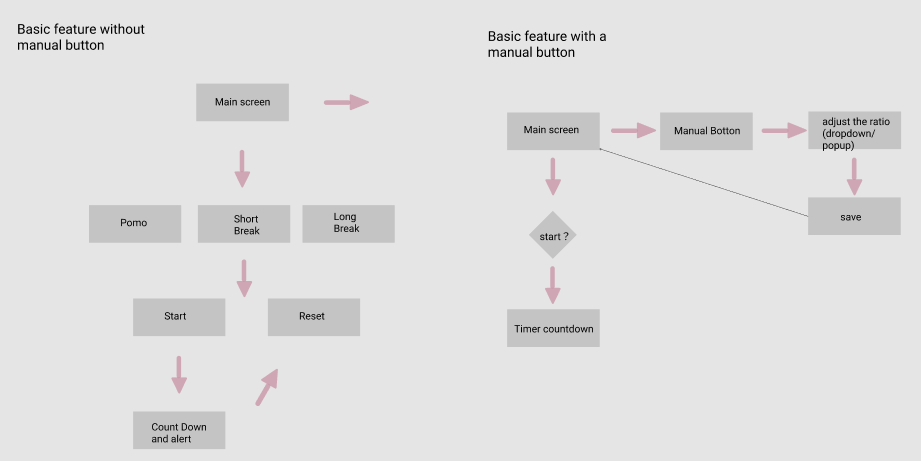 Basic feature without
manual button
Main screen
Pomo
Short
Break
Long
Break
Start
Reset
Count Down
and alert
Basic feature with a
manual button
Main screen
Manual Botton
adjust the ratio
(dropdown/
popup)
start ?
save
Timer countdown